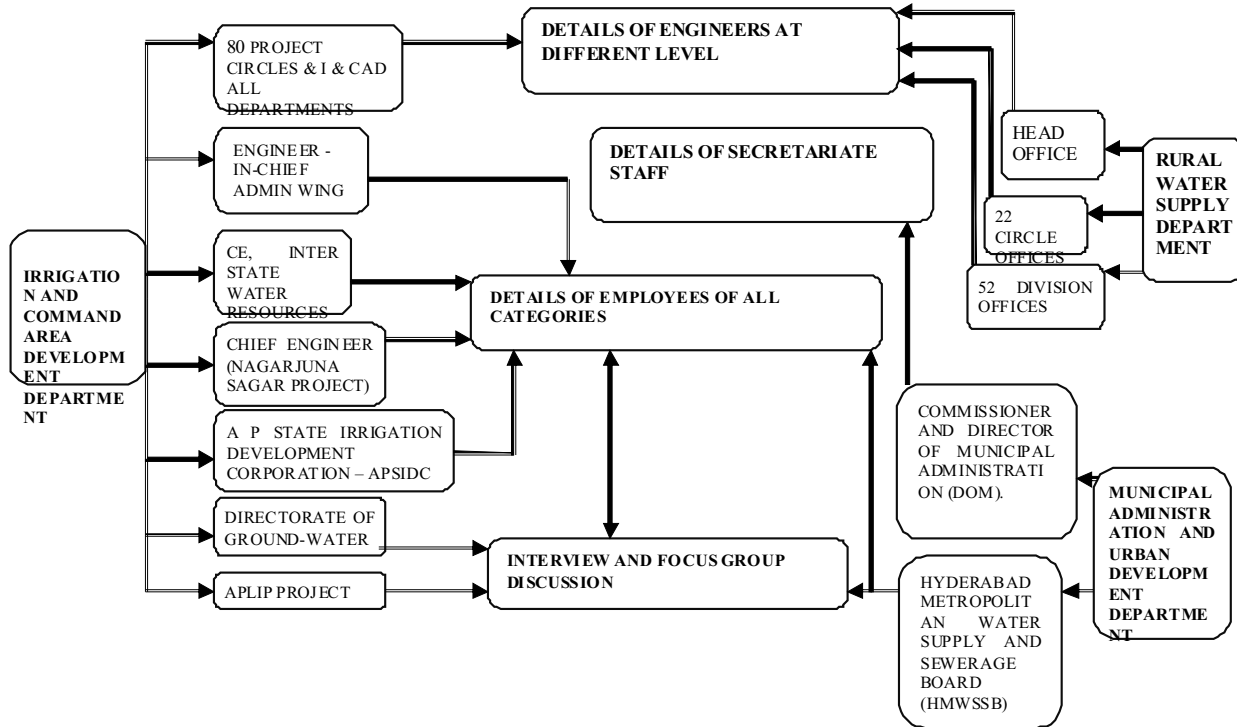 80 PROJECT
CIRCLES & I & CAD
ALL
DEPARTMENTS
DETAILS OF ENGINEERS AT
DIFFERENT LEVEL
HEAD
OFFICE
RURAL
WATER
SUPPLY
DEPART
MENT
ENGINEER -
IN-CHIEF
ADMIN WING
DETAILS OF SECRETARIATE
STAFF
22
CIRCLE
OFFICES
52 DIVISION
OFFICES
IRRIGATIO
N AND
COMMAND
AREA
DEVELOPM
ENT
DEPARTME
NT
CE, INTER
STATE
WATER
RESOURCES
DETAILS OF EMPLOYEES OF ALL
CATEGORIES
CHIEF ENGINEER
(NAGARJUNA
SAGAR PROJECT)
A P STATE IRRIGATION
DEVELOPMENT
CORPORATION – APSIDC
COMMISSIONER
AND DIRECTOR
OF MUNICIPAL
ADMINISTRATI
ON (DOM).
MUNICIPAL
ADMINISTR
ATION AND
URBAN
DEVELOPM
ENT
DEPARTME
NT
DIRECTORATE OF
GROUND-WATER
INTERVIEW AND FOCUS GROUP
DISCUSSION
APLIP PROJECT
HYDERABAD
METROPOLIT
AN WATER
SUPPLY AND
SEWERAGE
BOARD
(HMWSSB)